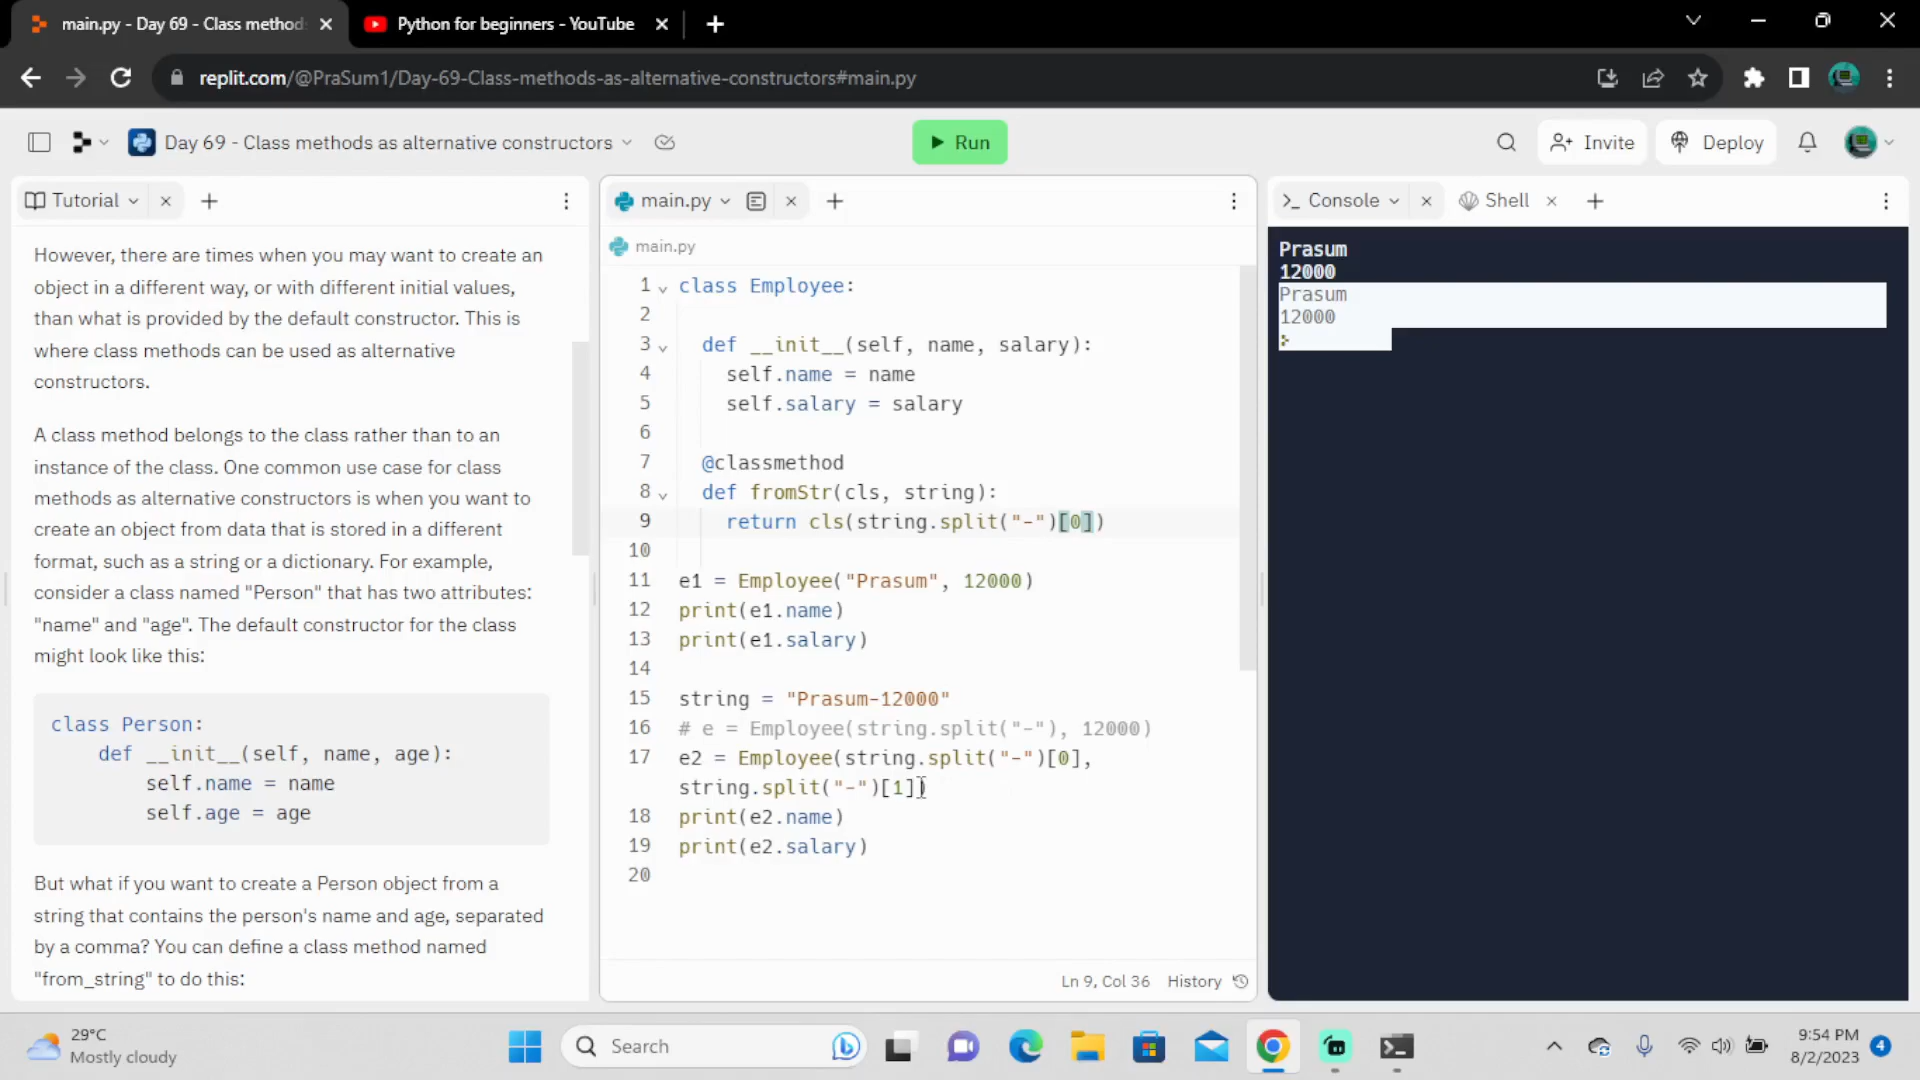 main.py - Day 69 - Class method
Python for beginners - YouTube
replit.com/@PraSum1/Day-69-Class-methods-as-alternative-constructors#main.py
Day 69 - Class methods as alternative constructors
Run
Invite
Deploy
Tutorial
However, there are times when you may want to create an
object in a different way, or with different initial values,
than what is provided by the default constructor. This is
where class methods can be used as alternative
constructors.
A class method belongs to the class rather than to an
instance of the class. One common use case for class
methods as alternative constructors is when you want to
create an object from data that is stored in a different
format, such as a string or a dictionary. For example,
consider a class named "Person" that has two attributes:
"name" and "age". The default constructor for the class
might look like this:
class Person:
    def __init__(self, name, age):
        self.name = name
        self.age = age
But what if you want to create a Person object from a
string that contains the person's name and age, separated
by a comma? You can define a class method named
"from_string" to do this:
main.py
main.py
1 class Employee:
2
3   def __init__(self, name, salary):
4     self.name = name
5     self.salary = salary
6
7   @classmethod
8   def fromStr(cls, string):
9     return cls(string.split("-")[0])
10
11 e1 = Employee("Prasum", 12000)
12 print(e1.name)
13 print(e1.salary)
14
15 string = "Prasum-12000"
16 # e = Employee(string.split("-"), 12000)
17 e2 = Employee(string.split("-")[0],
string.split("-")[1])
18 print(e2.name)
19 print(e2.salary)
20
Ln 9, Col 36 History
Console
Shell
Prasum
12000
Prasum
12000
29°C
Mostly cloudy
Search
9:54 PM
8/2/2023
4